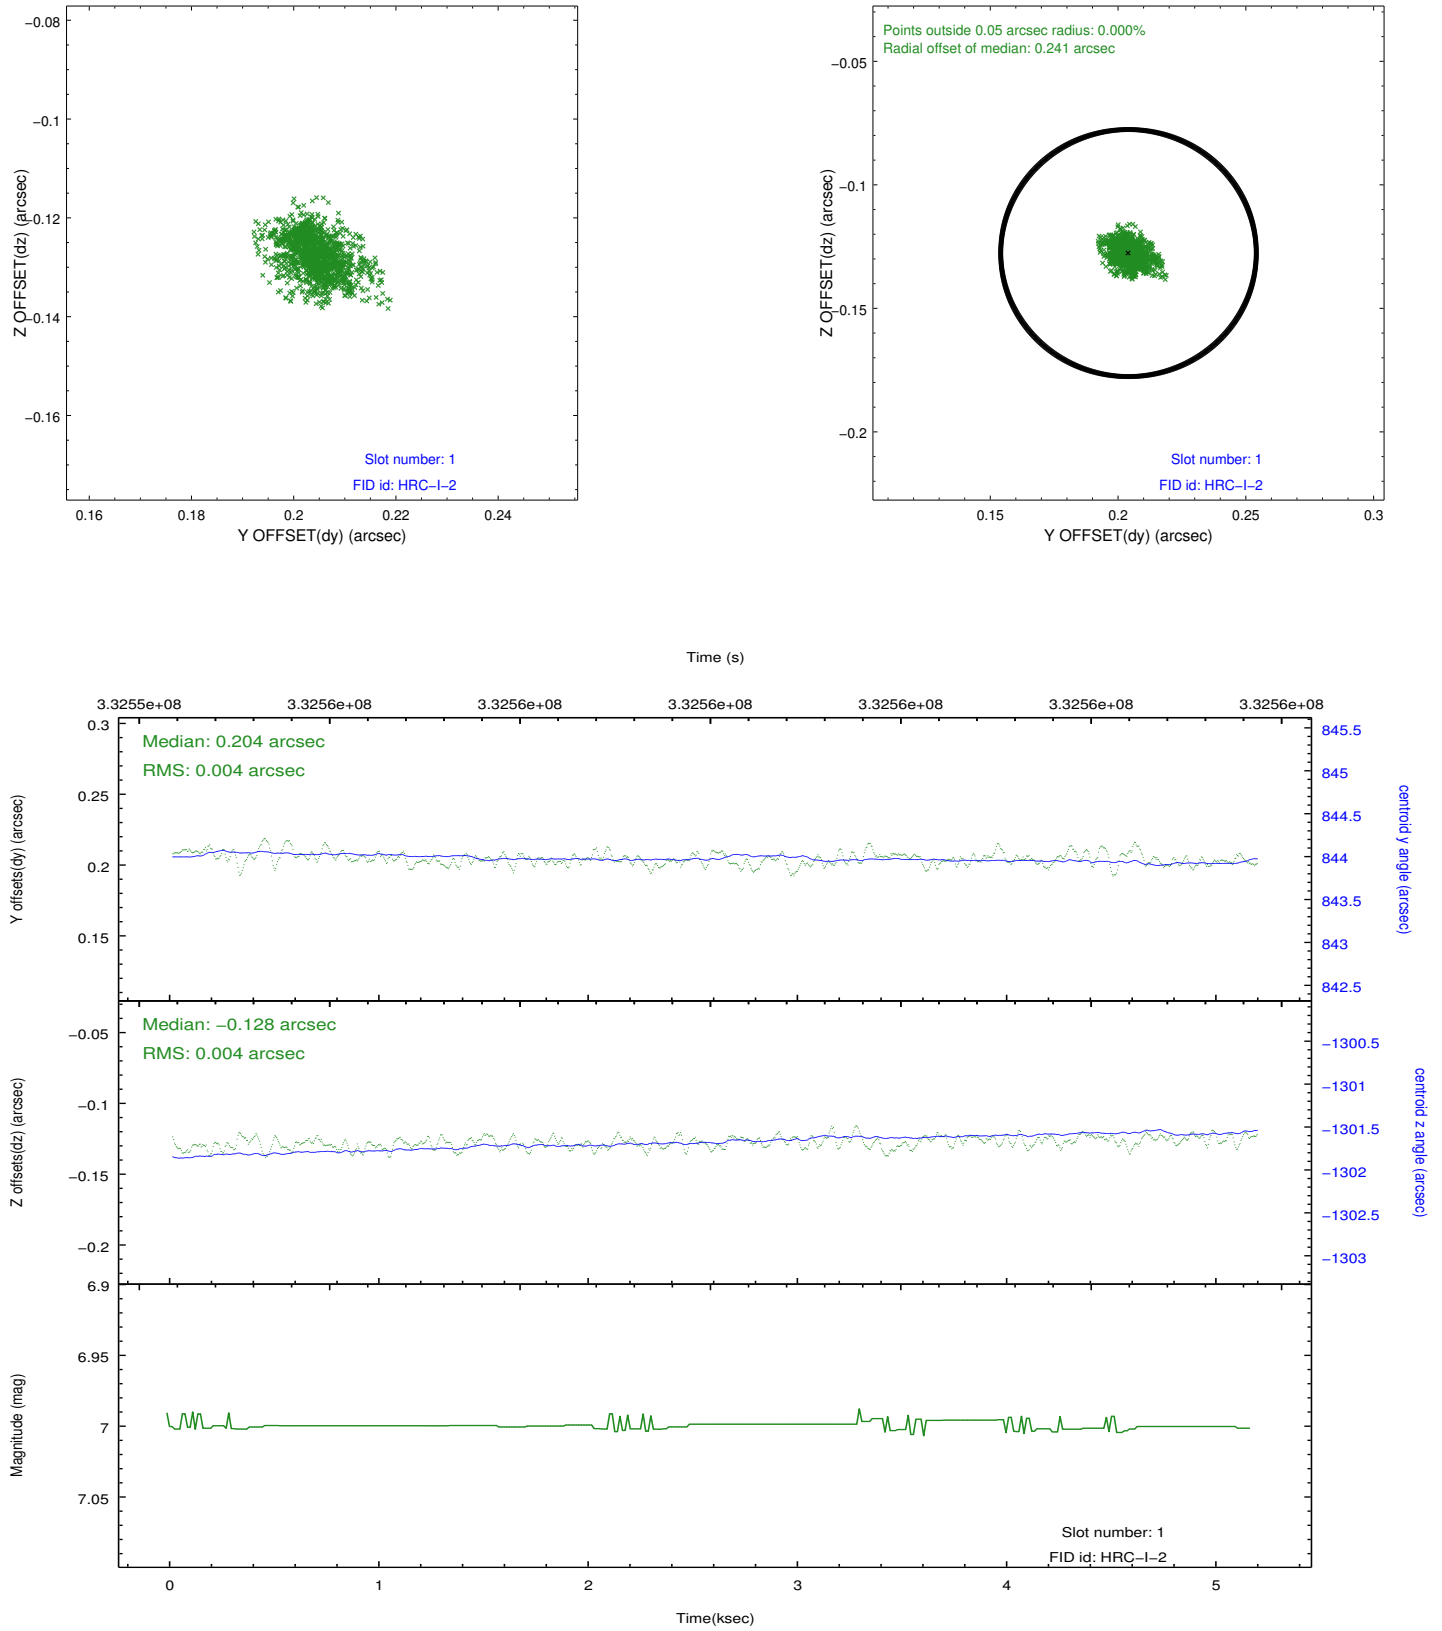 −0.08
−0.1
−0.12
−0.14
−0.16
Z OFFSET(dz) (arcsec)
Slot number: 1
FID id: HRC−I−2
0.16 0.18 0.2 0.22 0.24
Y OFFSET(dy) (arcsec)
Points outside 0.05 arcsec radius: 0.000%
Radial offset of median: 0.241 arcsec
−0.05
−0.1
−0.15
−0.2
Z OFFSET(dz) (arcsec)
Slot number: 1
FID id: HRC−I−2
0.15 0.2 0.25 0.3
Y OFFSET(dy) (arcsec)
Time (s)
3.3255e+08 3.3256e+08 3.3256e+08 3.3256e+08 3.3256e+08 3.3256e+08 3.3256e+08
Median: 0.204 arcsec
RMS: 0.004 arcsec
0.3
0.25
0.2
0.15
Y offsets(dy) (arcsec)
845.5
845
844.5
844
843.5
843
842.5
centroid y angle (arcsec)
Median: −0.128 arcsec
RMS: 0.004 arcsec
−0.05
−0.1
−0.15
−0.2
Z offsets(dz) (arcsec)
−1300.5
−1301
−1301.5
−1302
−1302.5
−1303
centroid z angle (arcsec)
6.9
6.95
7
7.05
Magnitude (mag)
Slot number: 1
FID id: HRC−I−2
0 1 2 3 4 5
Time(ksec)